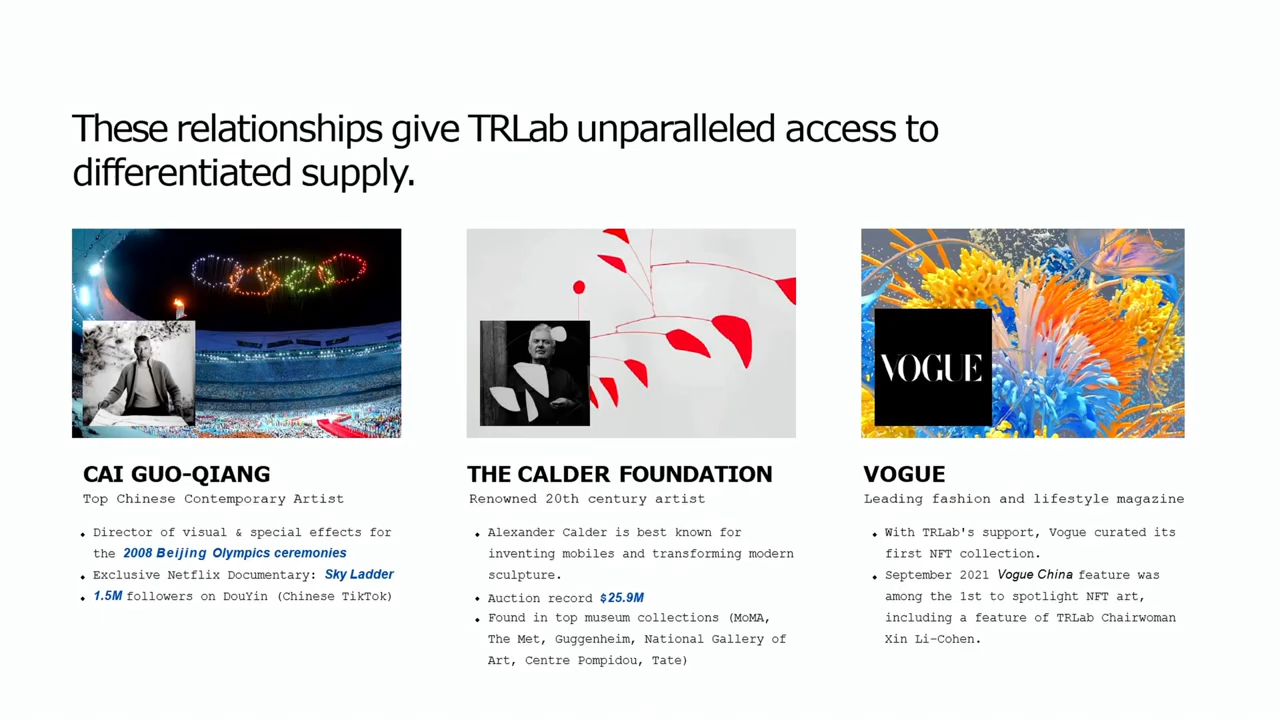 These relationships give TRLab unparalleled access to
differentiated supply.
VOGUE
CAI GUO-QIANG
Top Chinese Contemporary Artist
• Director of visual & special effects for
the 2008 Beijing Olympics ceremonies
• Exclusive Netflix Documentary: Sky Ladder
• 1.5M followers on DouYin (Chinese TikTok)
THE CALDER FOUNDATION
Renowned 20th century artist
• Alexander Calder is best known for
inventing mobiles and transforming modern
sculpture.
• Auction record $25.9M
• Found in top museum collections (MoMA,
The Met, Guggenheim, National Gallery of
Art, Centre Pompidou, Tate)
VOGUE
Leading fashion and lifestyle magazine
• With TRLab's support, Vogue curated its
first NFT collection.
• September 2021 Vogue China feature was
among the 1st to spotlight NFT art,
including a feature of TRLab Chairwoman
Xin Li-Cohen.